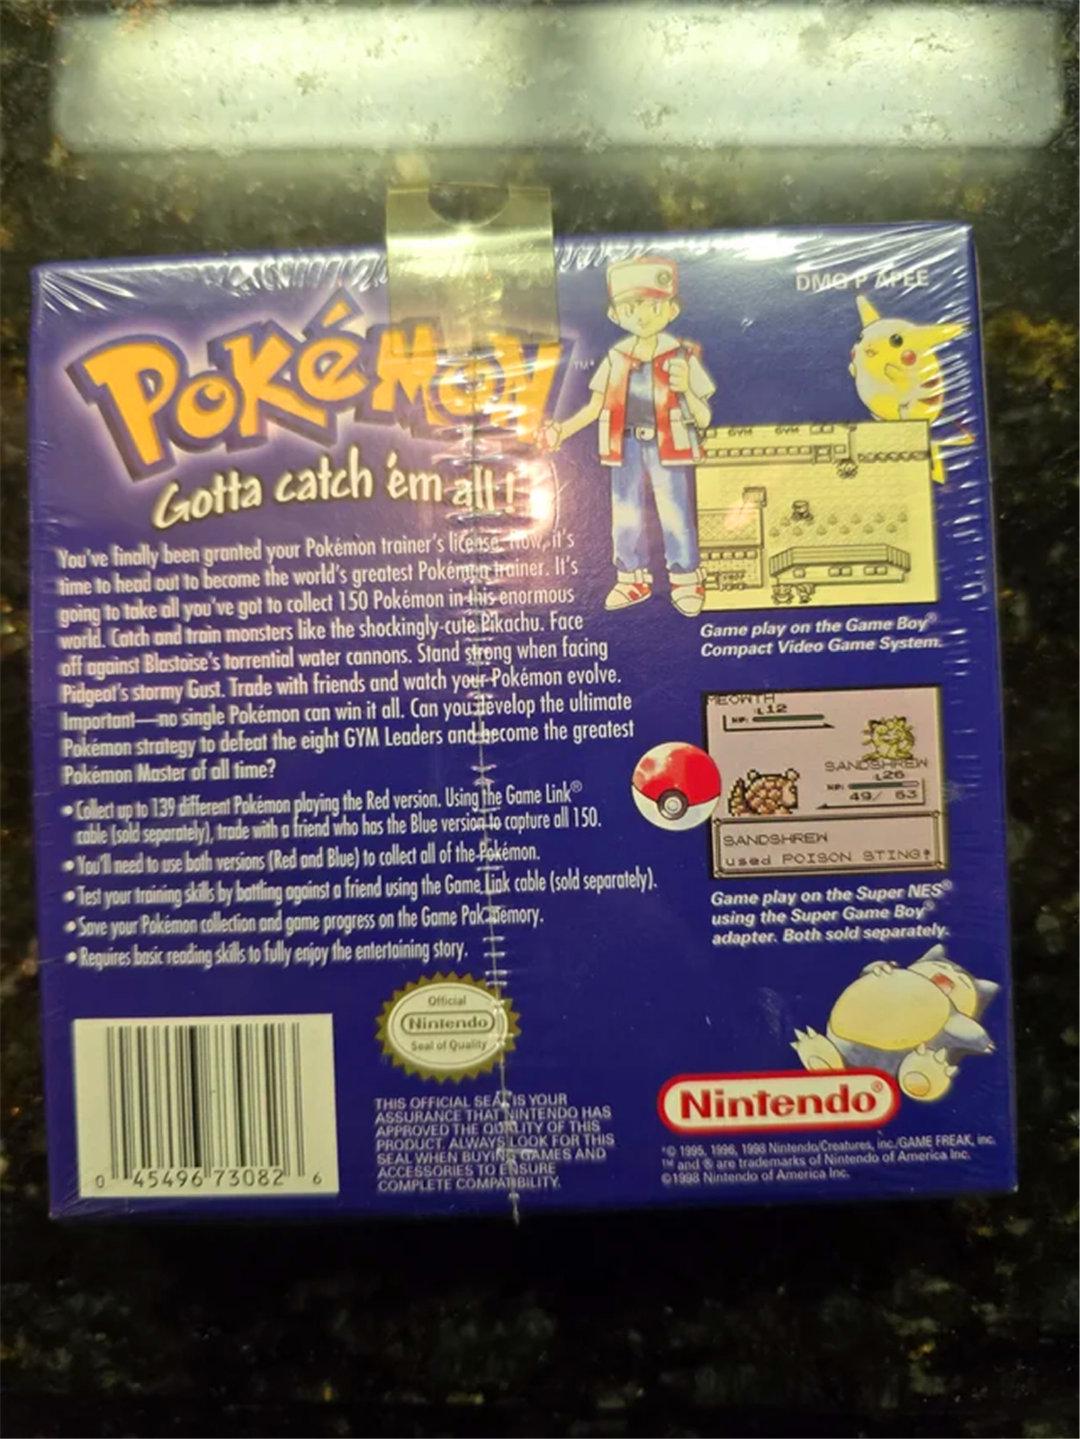 DMG P APEE
POKéMON™
Gotta catch 'em all!
You've finally been granted your Pokémon trainer's license. Now, it's
time to head out to become the world's greatest Pokémon trainer. It's
going to take all you've got to collect 150 Pokémon in this enormous
world. Catch and train monsters like the shockingly-cute Pikachu. Face
off against Blastoise's torrential water cannons. Stand strong when facing
Pidgeot's stormy Gust. Trade with friends and watch your Pokémon evolve.
Important—no single Pokémon can win it all. Can you develop the ultimate
Pokémon strategy to defeat the eight GYM Leaders and become the greatest
Pokémon Master of all time?
• Collect up to 139 different Pokémon playing the Red version. Using the Game Link®
cable (sold separately), trade with a friend who has the Blue version to capture all 150.
• You'll need to use both versions (Red and Blue) to collect all of the Pokémon.
• Test your training skills by battling against a friend using the Game Link cable (sold separately).
• Save your Pokémon collection and game progress on the Game Pak memory.
• Requires basic reading skills to fully enjoy the entertaining story.
GYM GYM
Game play on the Game Boy®
Compact Video Game System.
MEOWTH
:L12
HP:
SANDSHREW
:L26
HP:
49/ 63
SANDSHREW
used POISON STING!
Game play on the Super NES®
using the Super Game Boy®
adapter. Both sold separately.
Official
Nintendo
Seal of Quality
THIS OFFICIAL SEAL IS YOUR
ASSURANCE THAT NINTENDO HAS
APPROVED THE QUALITY OF THIS
PRODUCT. ALWAYS LOOK FOR THIS
SEAL WHEN BUYING GAMES AND
ACCESSORIES TO ENSURE
COMPLETE COMPATIBILITY.
0 45496 73082 6
Nintendo®
©1995, 1996, 1998 Nintendo/Creatures, inc./GAME FREAK, inc.
™ and ® are trademarks of Nintendo of America Inc.
©1998 Nintendo of America Inc.